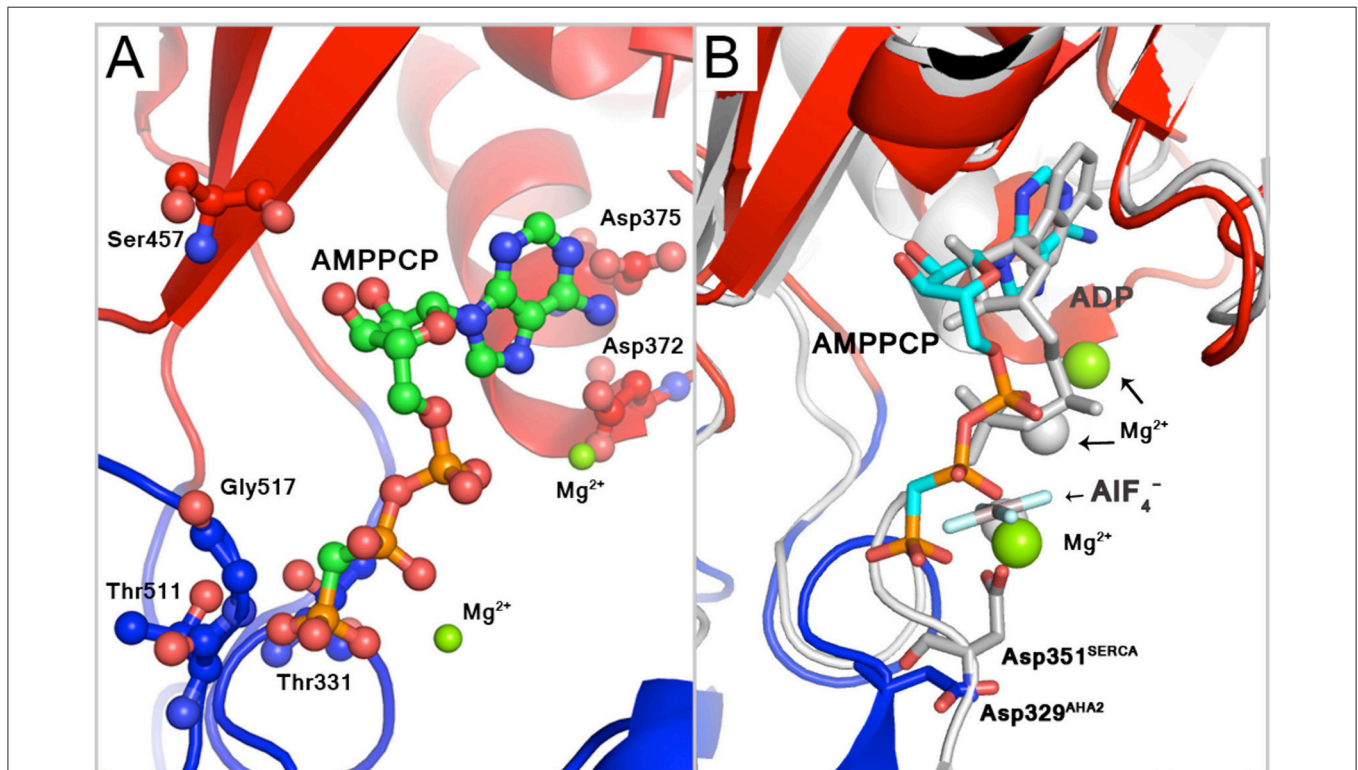 A
Ser457
AMPPCP
Asp375
Asp372
Mg²⁺
Gly517
Thr511
Mg²⁺
Thr331
B
ADP
AMPPCP
Mg²⁺
AlF₄⁻
Mg²⁺
Asp351ˢᴱᴿᶜᴬ
Asp329ᴬᴴᴬ²